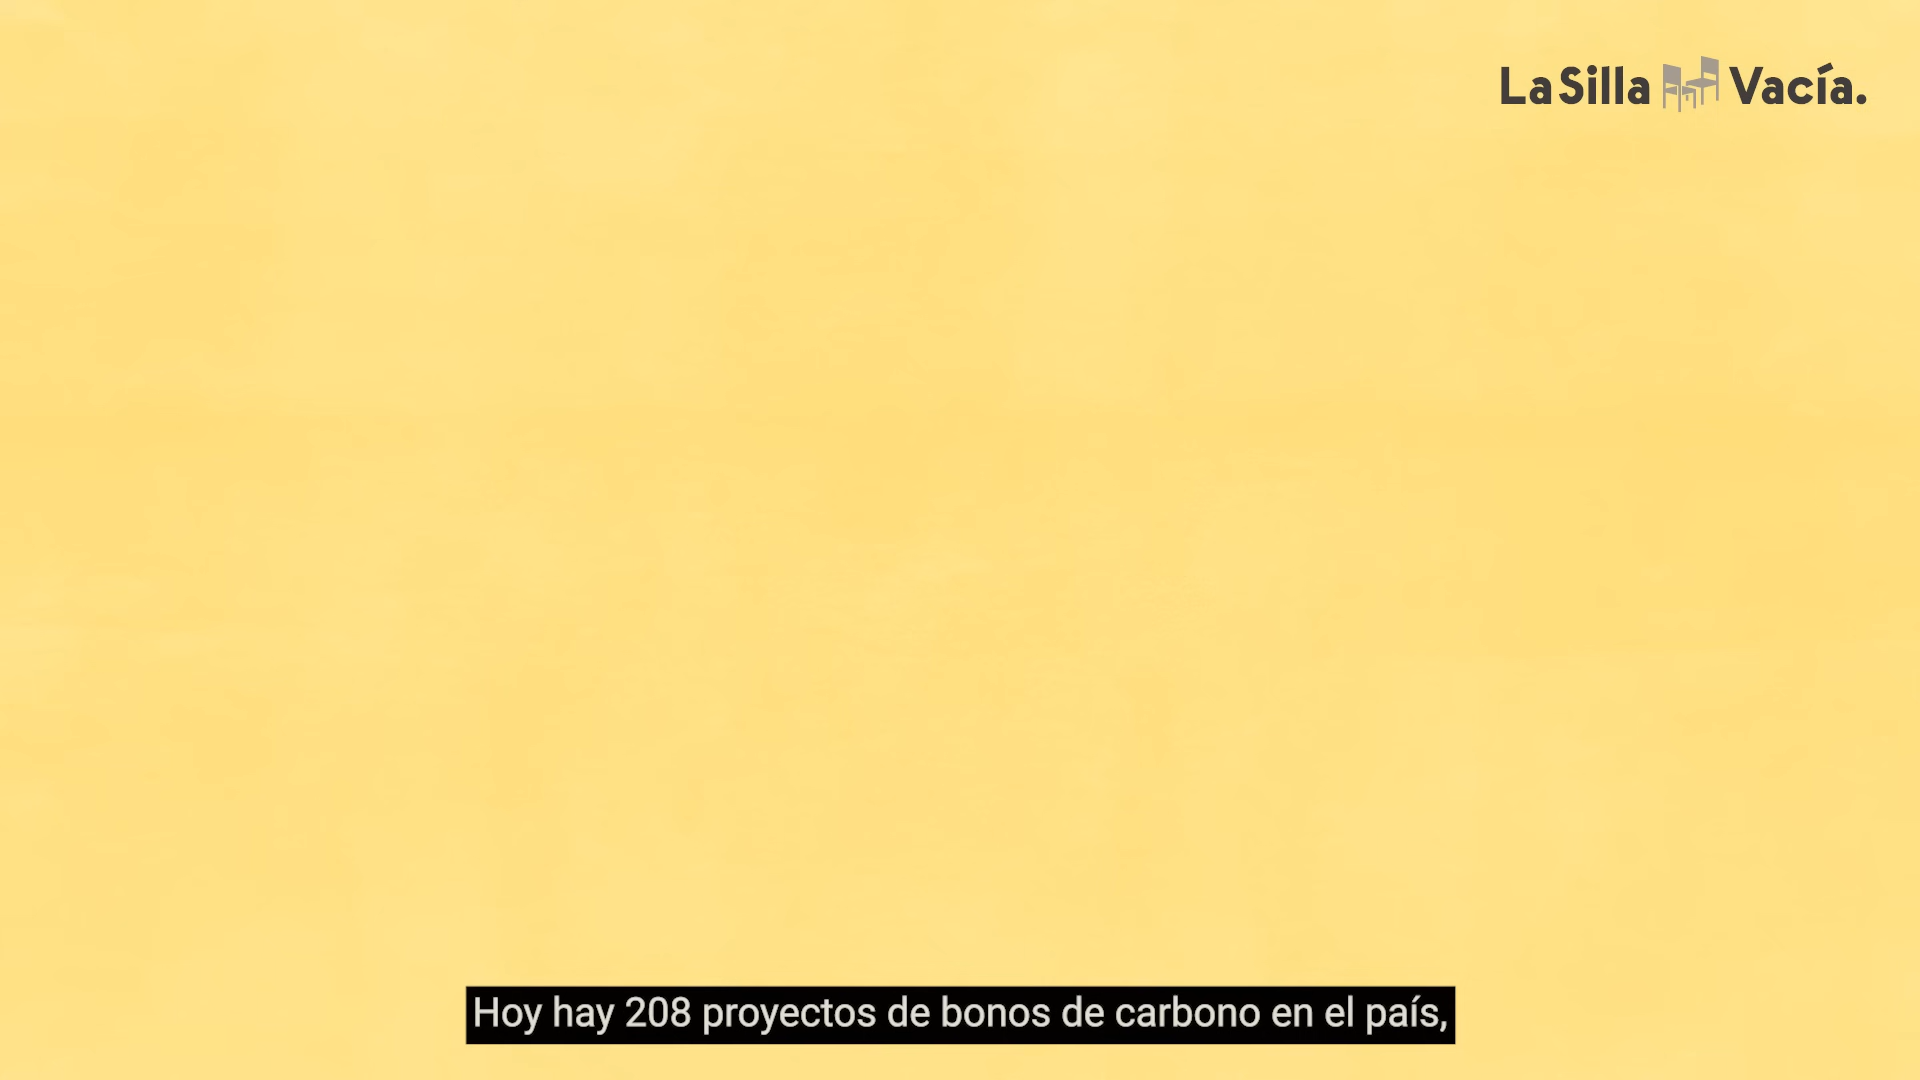 La Silla Vacía.
Hoy hay 208 proyectos de bonos de carbono en el país,